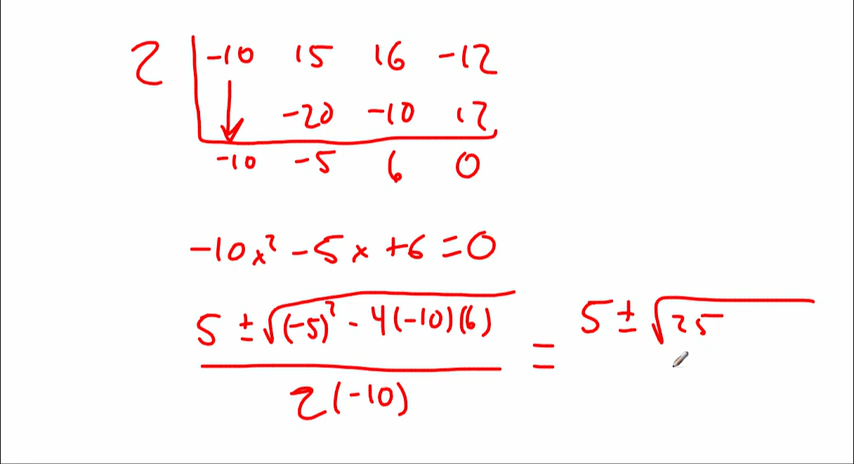 2 | -10 15 16 -12
-20 -10 12
-10 -5 6 0
-10x² - 5x + 6 = 0
5 ± √((-5)² - 4(-10)(6)) / 2(-10) = 5 ± √25